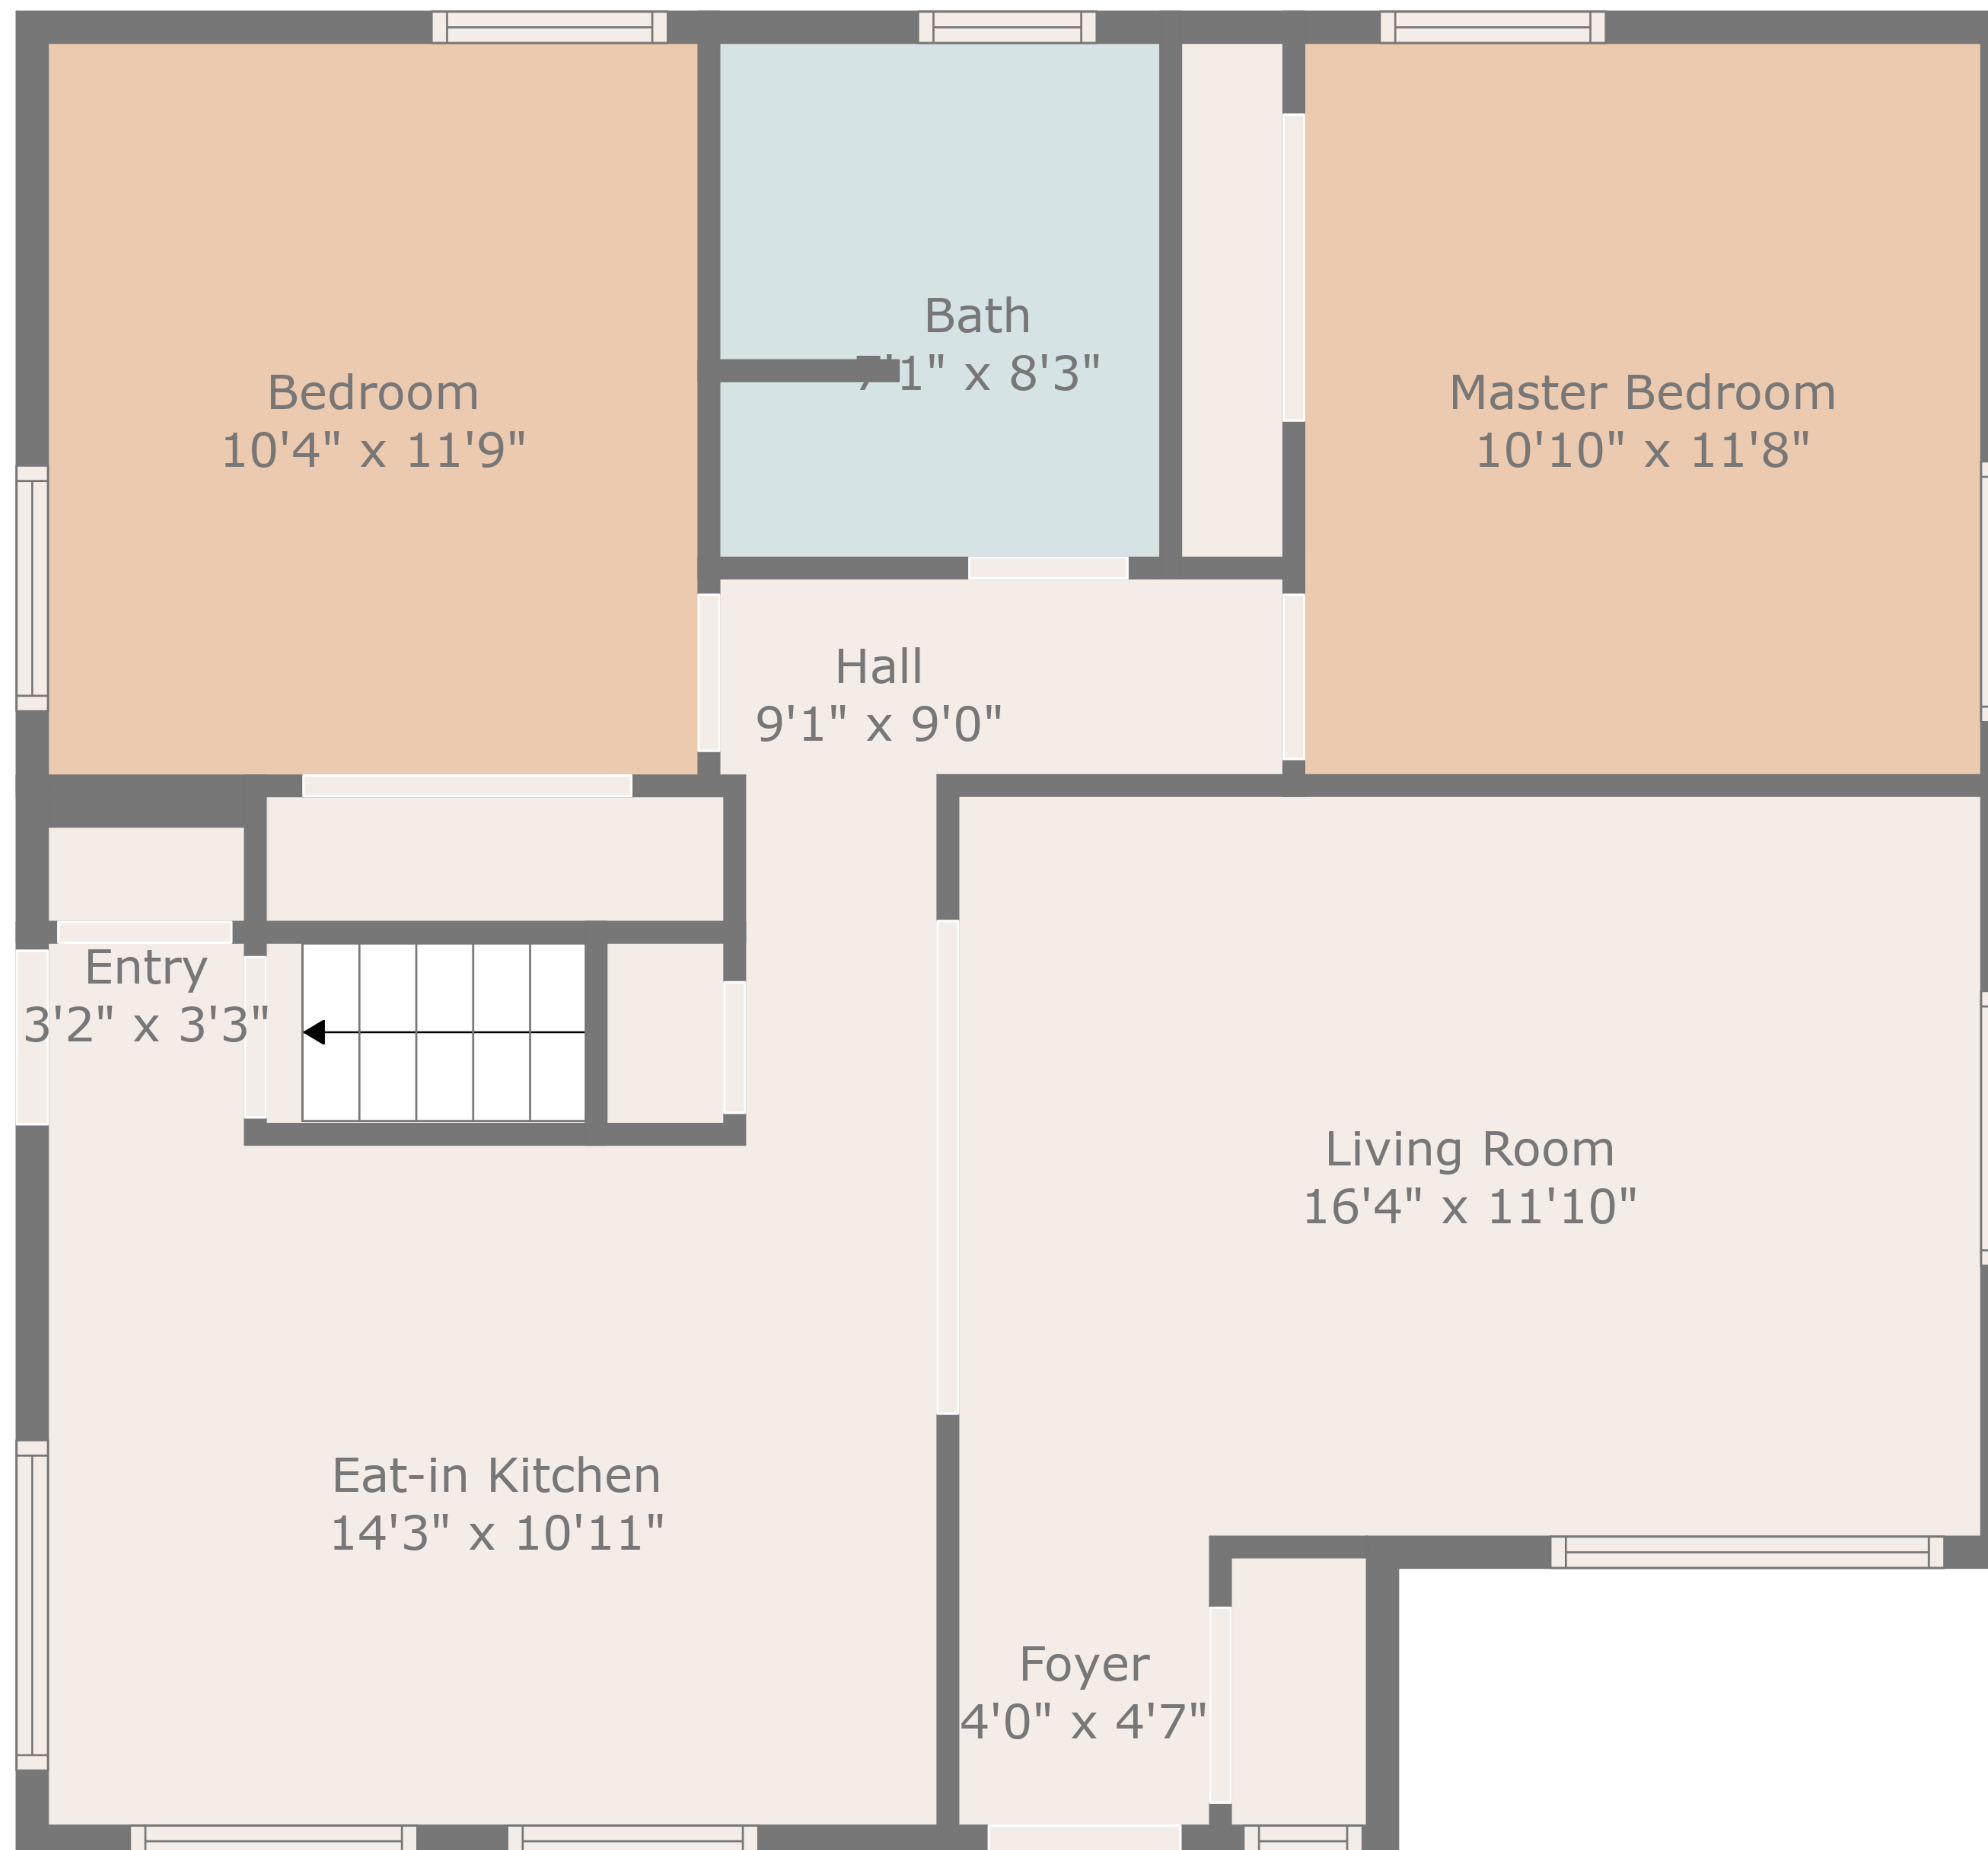 Bath
7'1" x 8'3"
Bedroom
10'4" x 11'9"
Master Bedroom
10'10" x 11'8"
Hall
9'1" x 9'0"
Entry
3'2" x 3'3"
Living Room
16'4" x 11'10"
Eat-in Kitchen
14'3" x 10'11"
Foyer
4'0" x 4'7"